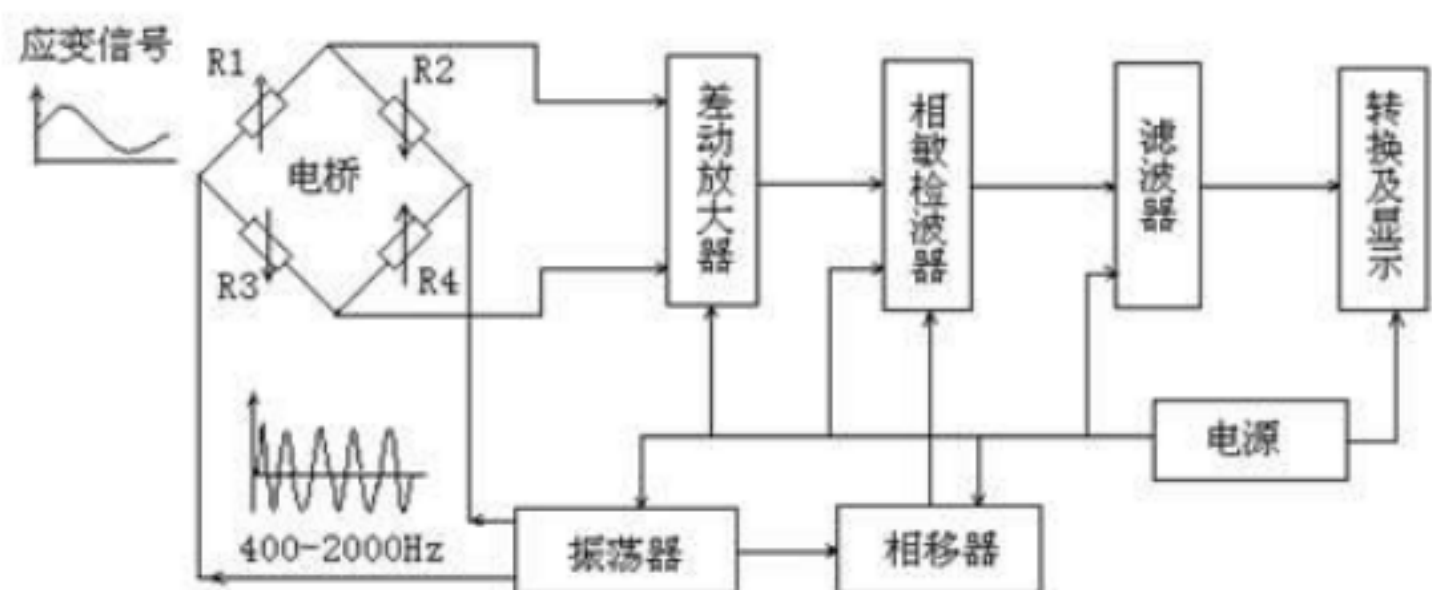 应变信号
R1
R2
电桥
R3
R4
差动放大器
相敏检波器
滤波器
转换及显示
电源
400-2000Hz
振荡器
相移器